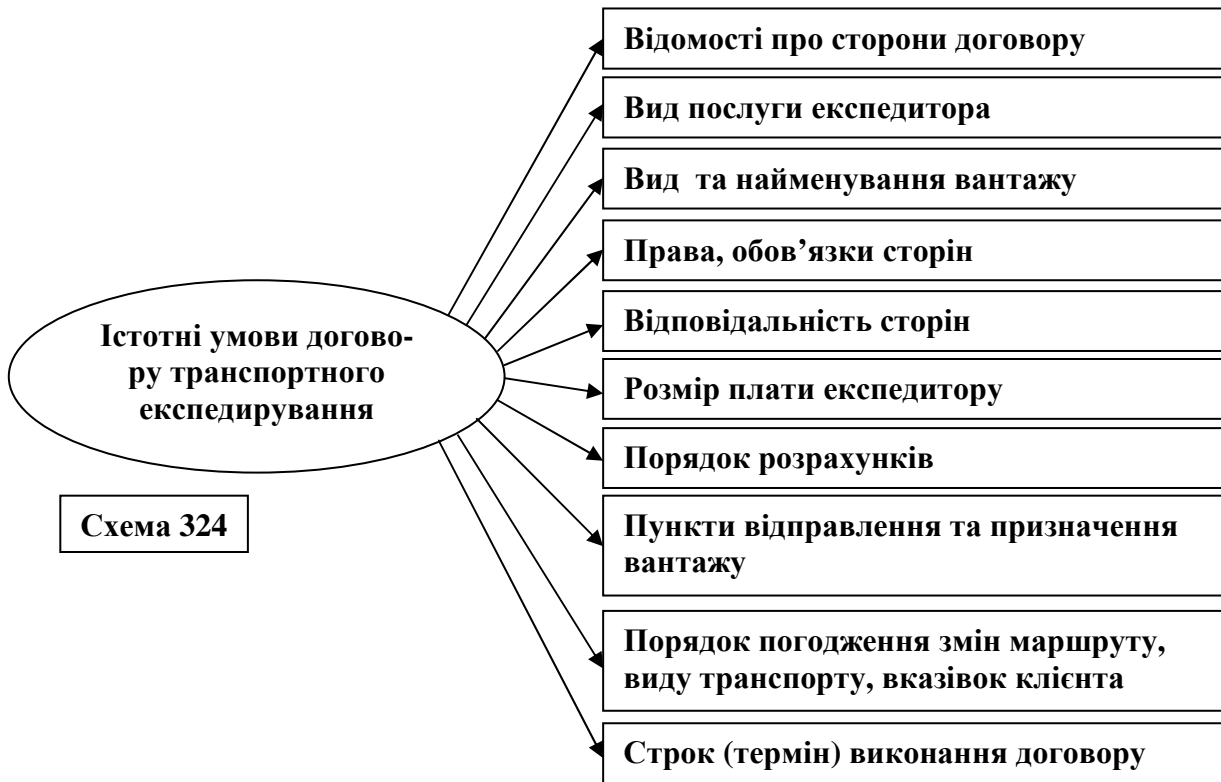 Відомості про сторони договору
Вид послуги експедитора
Вид та найменування вантажу
Права, обов’язки сторін
Відповідальність сторін
Істотні умови догово-
ру транспортного
експедирування
Розмір плати експедитору
Порядок розрахунків
Схема 324
Пункти відправлення та призначення
вантажу
Порядок погодження змін маршруту,
виду транспорту, вказівок клієнта
Строк (термін) виконання договору